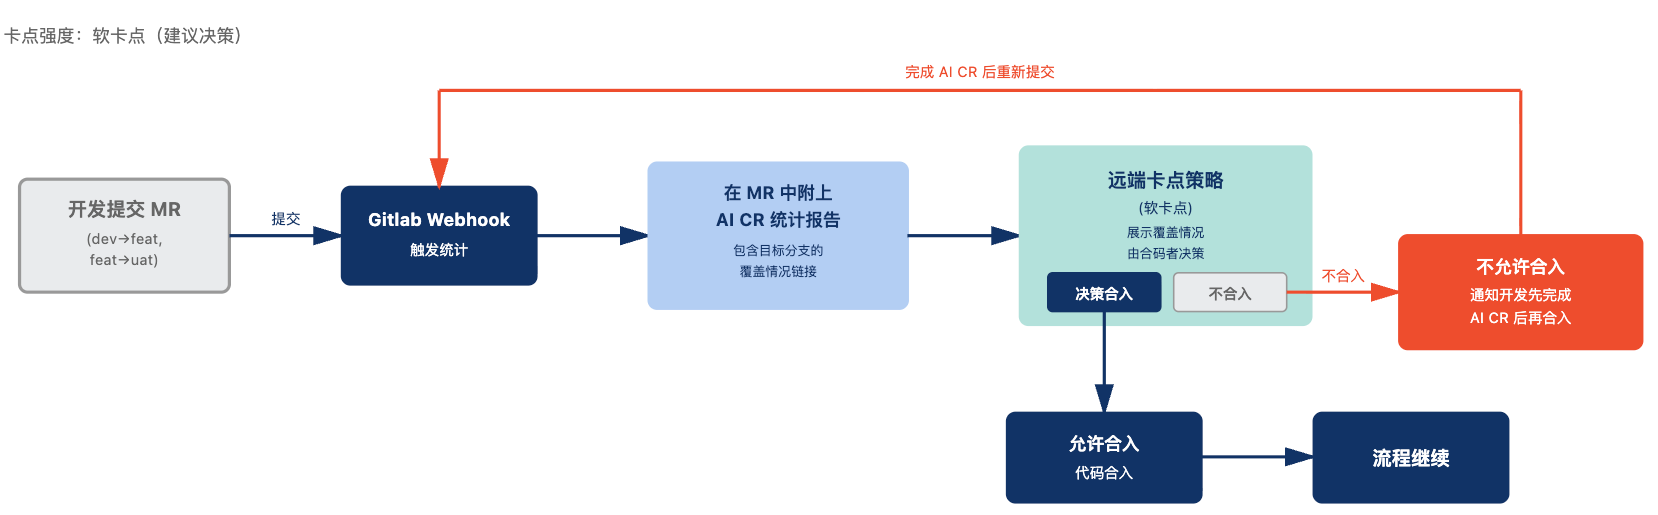 卡点强度：软卡点（建议决策）
完成 AI CR 后重新提交
开发提交 MR
(dev→feat,
feat→uat)
提交
Gitlab Webhook
触发统计
在 MR 中附上
AI CR 统计报告
包含目标分支的
覆盖情况链接
远端卡点策略
(软卡点)
展示覆盖情况
由合码者决策
决策合入
不合入
不合入
不允许合入
通知开发先完成
AI CR 后再合入
允许合入
代码合入
流程继续